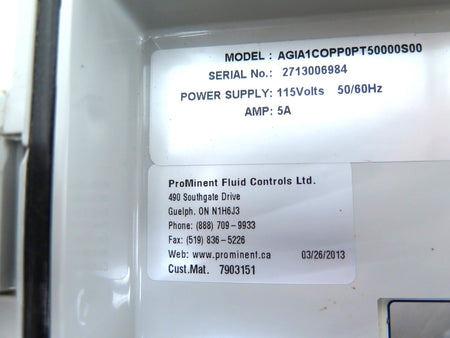 MODEL : AGIA1COPP0PT50000S00
SERIAL No.: 2713006984
POWER SUPPLY: 115Volts 50/60Hz
AMP: 5A
ProMinent Fluid Controls Ltd.
490 Southgate Drive
Guelph. ON N1H6J3
Phone: (888) 709-9933
Fax: (519) 836-5226
Web: www.prominent.ca 03/26/2013
Cust.Mat. 7903151